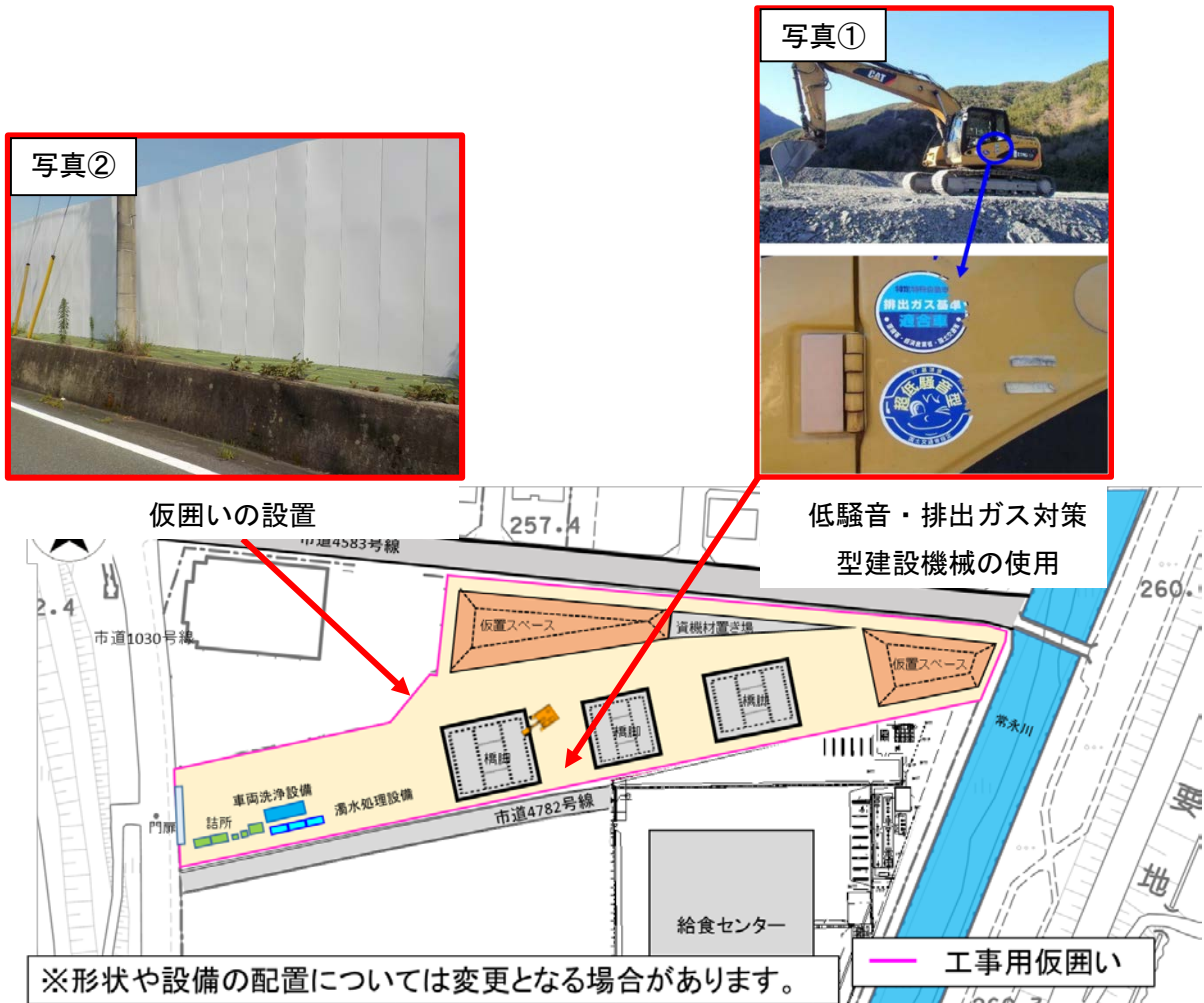 写真①
CAT
写真②
排出ガス基準
適合車
超低騒音型
仮囲いの設置
低騒音・排出ガス対策
型建設機械の使用
257.4
市道4583号線
260.
2.4
市道1030号線
仮置スペース
資機材置き場
仮置スペース
橋脚
橋脚
橋脚
常永川
車両洗浄設備
濁水処理設備
詰所
門扉
市道4782号線
地
給食センター
工事用仮囲い
※形状や設備の配置については変更となる場合があります。